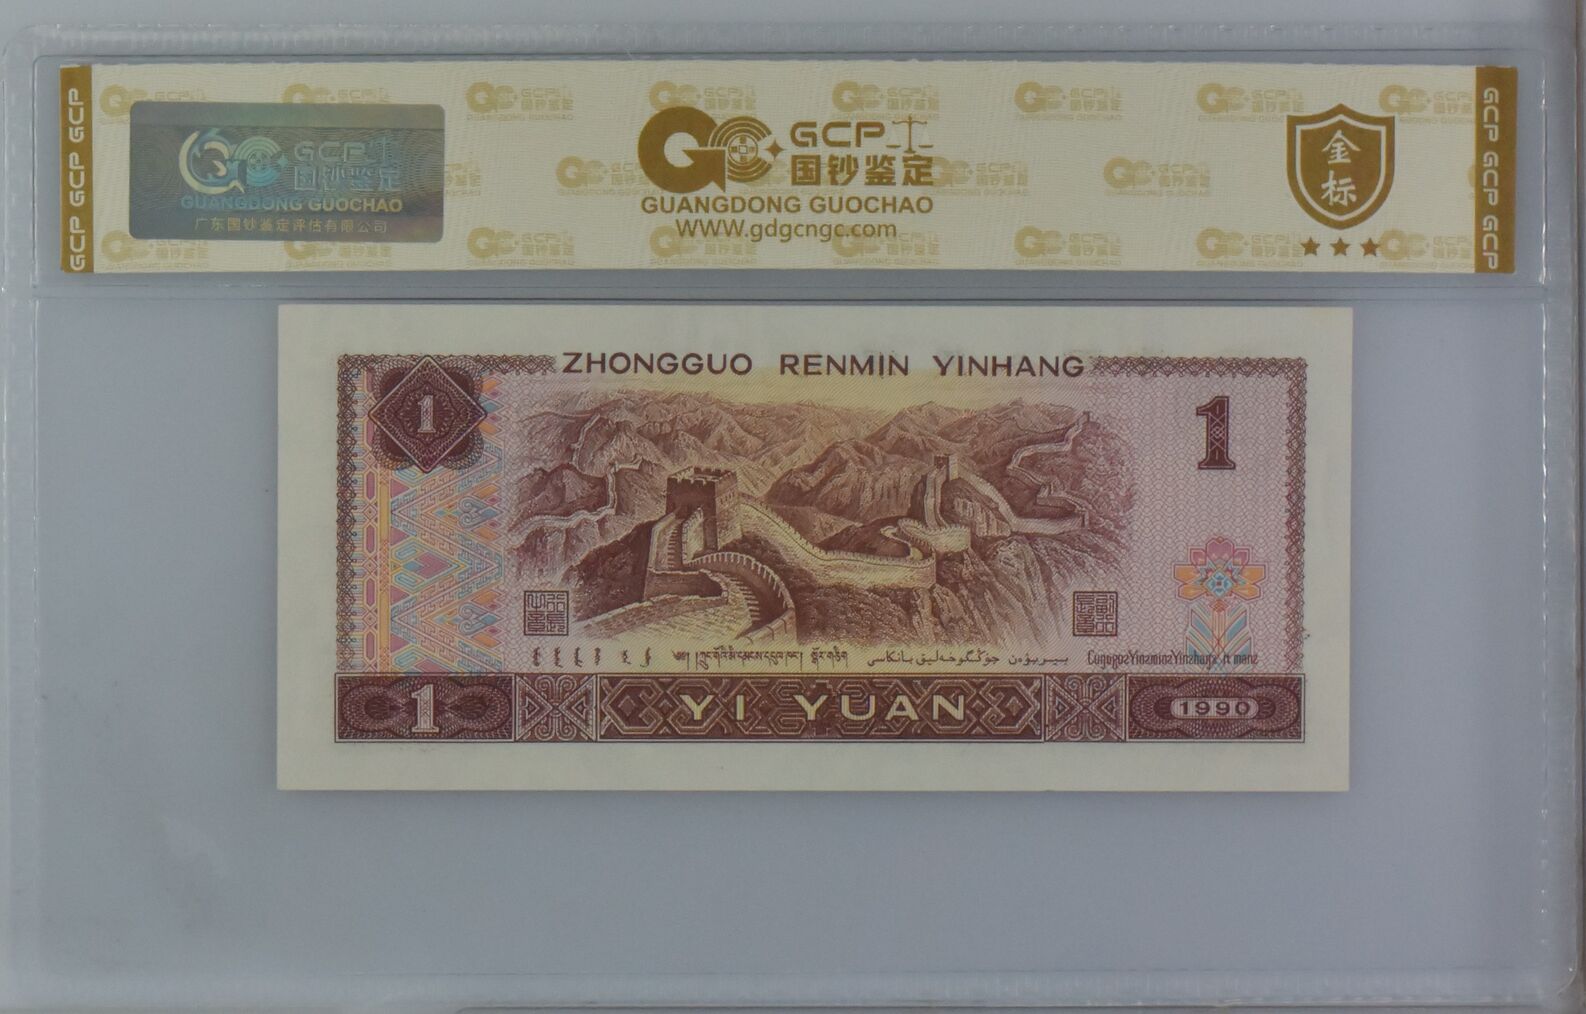 GCP GCP GCP
GCP 国钞鉴定
GUANGDONG GUOCHAO
广东国钞鉴定评估有限公司
GCP 国钞鉴定
GUANGDONG GUOCHAO
WWW.gdgcngc.com
金标
GCP GCP GCP
ZHONGGUO RENMIN YINHANG
1
1
1
YI YUAN
1990